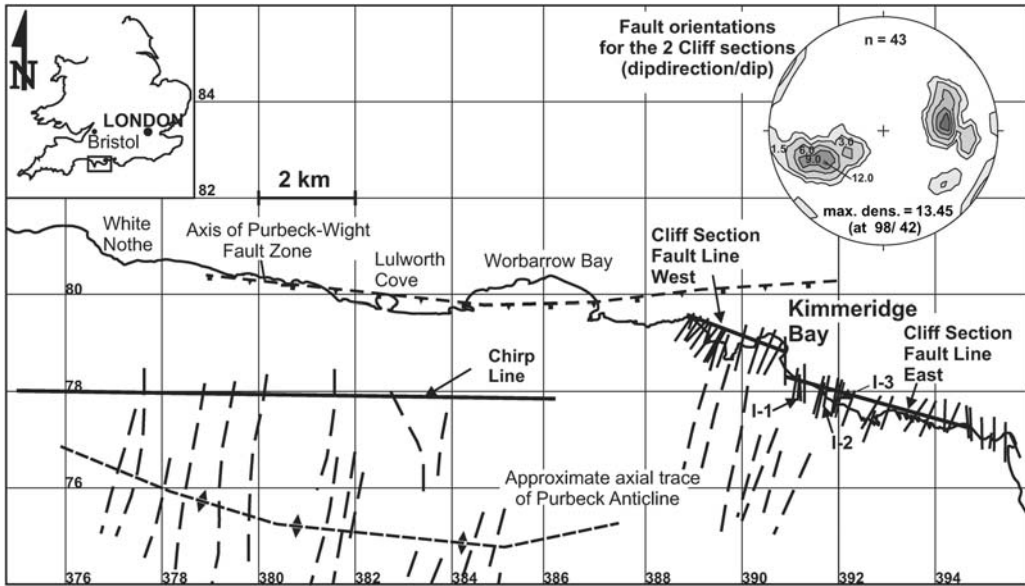 N
LONDON
Bristol
Fault orientations
for the 2 Cliff sections
(dipdirection/dip)
n = 43
1.5
6.0
3.0
9.0
12.0
max. dens. = 13.45
(at 98/ 42)
84
82
2 km
White
Nothe
Axis of Purbeck-Wight
Fault Zone
Lulworth
Cove
Worbarrow Bay
Cliff Section
Fault Line
West
80
Kimmeridge
Bay
Cliff Section
Fault Line
East
Chirp
Line
78
I-3
I-1
I-2
76
Approximate axial trace
of Purbeck Anticline
376
378
380
382
384
386
388
390
392
394